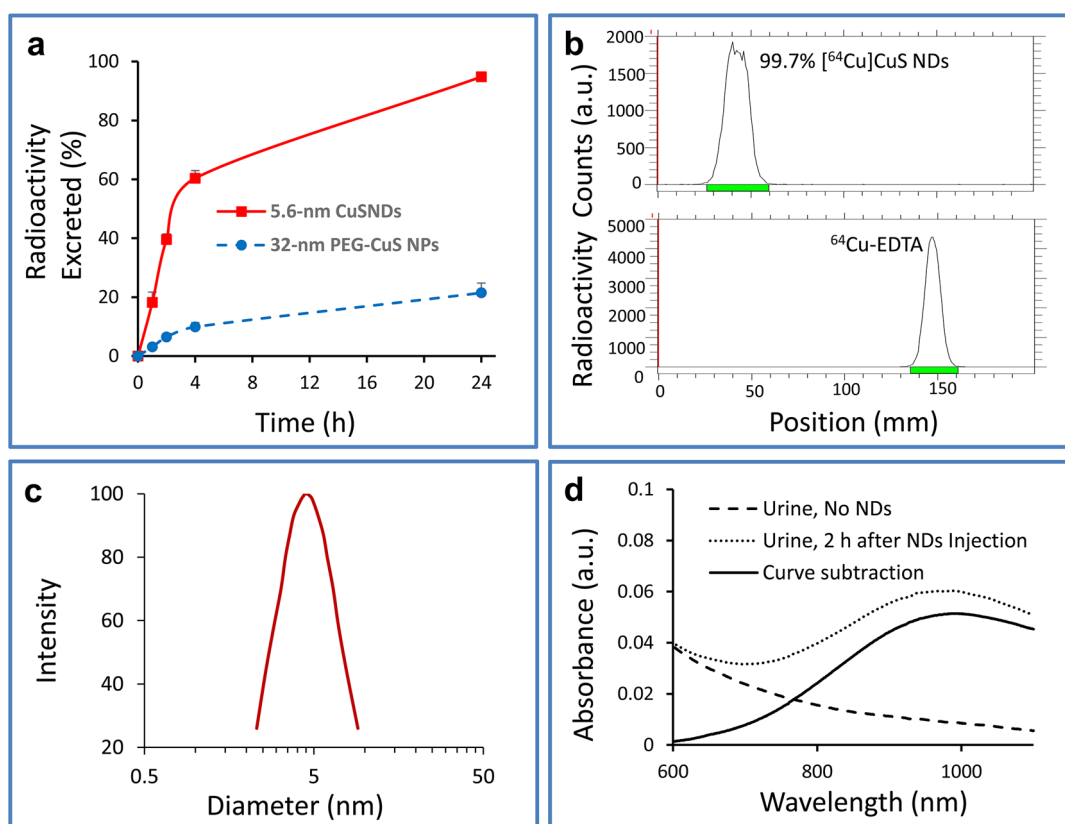 a
100
80
60
40
20
0
0 4 8 12 16 20 24
Radioactivity
Excreted (%)
5.6-nm CuSNDs
32-nm PEG-CuS NPs
Time (h)
b
2000
1500
1000
500
0
99.7% [⁶⁴Cu]CuS NDs
5000
4000
3000
2000
1000
0
⁶⁴Cu-EDTA
0 50 100 150
Radioactivity Counts (a.u.)
Position (mm)
c
100
80
60
40
20
0.5 5 50
Intensity
Diameter (nm)
d
0.1
0.08
0.06
0.04
0.02
0
600 800 1000
Urine, No NDs
Urine, 2 h after NDs Injection
Curve subtraction
Absorbance (a.u.)
Wavelength (nm)